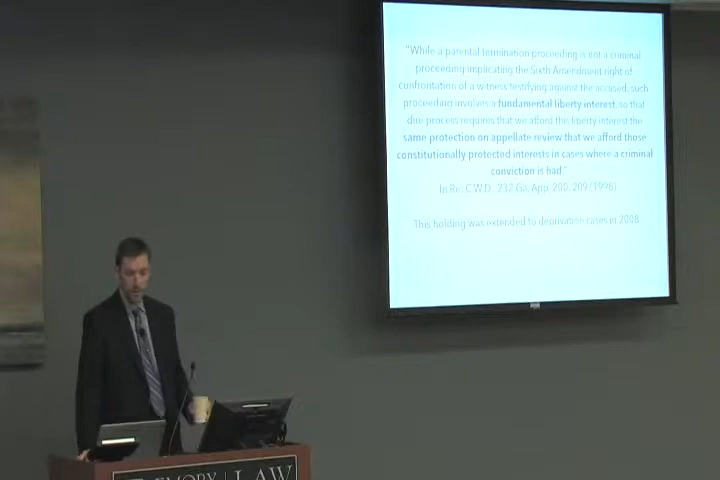 "While a parental termination proceeding is not a criminal
proceeding implicating the Sixth Amendment right of
confrontation of a witness testifying against the accused, such
proceeding involves a fundamental liberty interest, so that
due process requires that we afford this liberty interest the
same protection on appellate review that we afford those
constitutionally protected interests in cases where a criminal
conviction is had."
In Re: C.W.D., 232 Ga. App. 200, 209 (1998)
This holding was extended to deprivation cases in 2008.
EMORY | LAW